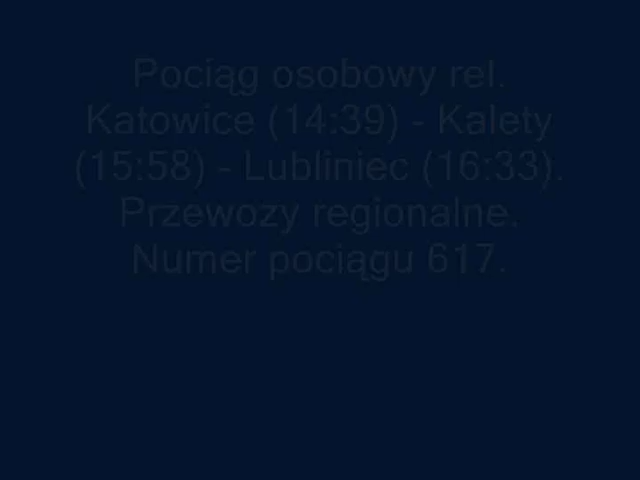 Pociąg osobowy rel.
Katowice (14:39) - Kalety
(15:58) - Lubliniec (16:33).
Przewozy regionalne.
Numer pociągu 617.